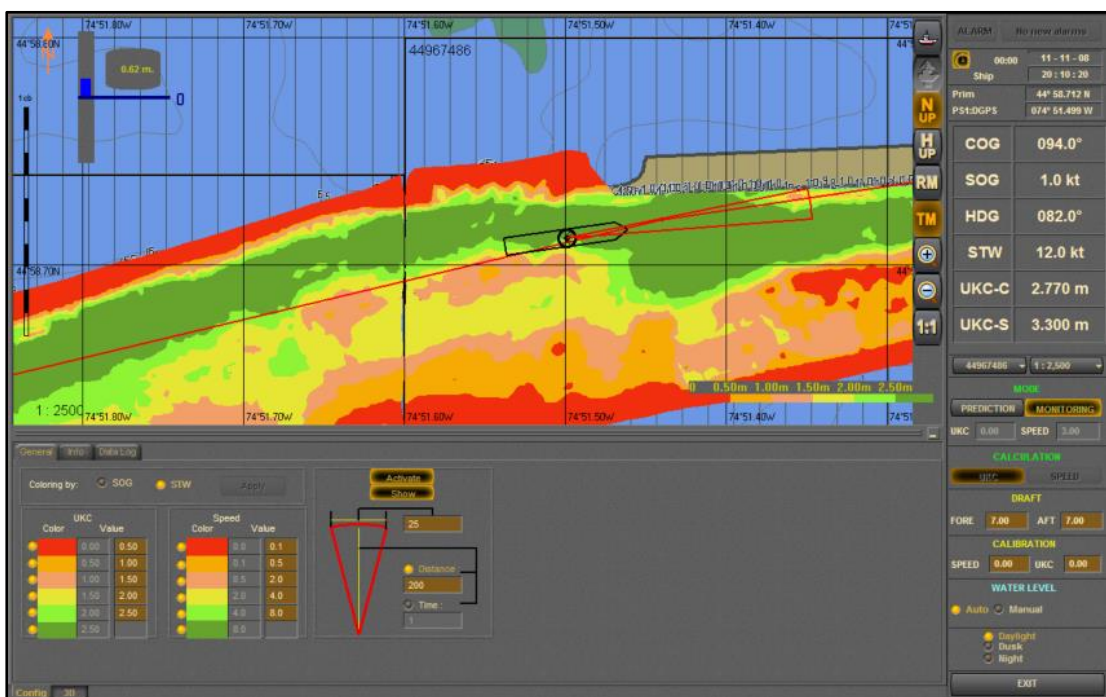 74°51.80W 74°51.70W 74°51.60W 74°51.50W 74°51.40W 74°51
44°58.80N
44967486
0.62 m.
0
1 cb
44°58.70N
0 0.50m 1.00m 1.50m 2.00m 2.50m
1 : 2500
74°51.80W 74°51.70W 74°51.60W 74°51.50W 74°51.40W 74°51
N UP
H UP
RM
TM
1:1
ALARM No new alarms
00:00 11 - 11 - 08
Ship 20 : 10 : 20
Prim 44° 58.712 N
PS1:DGPS 074° 51.499 W
COG 094.0°
SOG 1.0 kt
HDG 082.0°
STW 12.0 kt
UKC-C 2.770 m
UKC-S 3.300 m
44967486 1 : 2,500
MODE
PREDICTION MONITORING
UKC 0.00 SPEED 3.00
CALCULATION
UKC SPEED
DRAFT
FORE 7.00 AFT 7.00
CALIBRATION
SPEED 0.00 UKC 0.00
WATER LEVEL
Auto Manual
Daylight
Dusk
Night
EXIT
General Info Data Log
Coloring by: SOG STW Apply
UKC
Color Value
0.00 0.50
0.50 1.00
1.00 1.50
1.50 2.00
2.00 2.50
2.50
Speed
Color Value
0.0 0.1
0.1 0.5
0.5 2.0
2.0 4.0
4.0 8.0
8.0
Activate
Show
25
Distance :
200
Time :
1
Config 3D